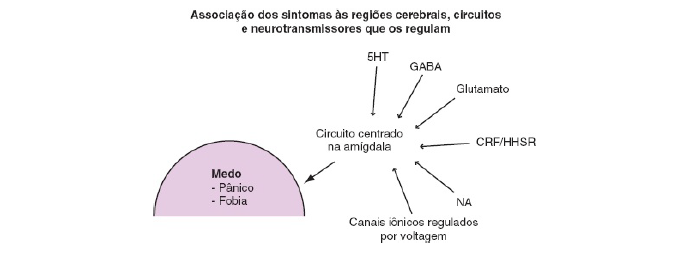 Associação dos sintomas às regiões cerebrais, circuitos
e neurotransmissores que os regulam
5HT
GABA
Glutamato
Circuito centrado
na amígdala
CRF/HHSR
Medo
- Pânico
- Fobia
NA
Canais iônicos regulados
por voltagem